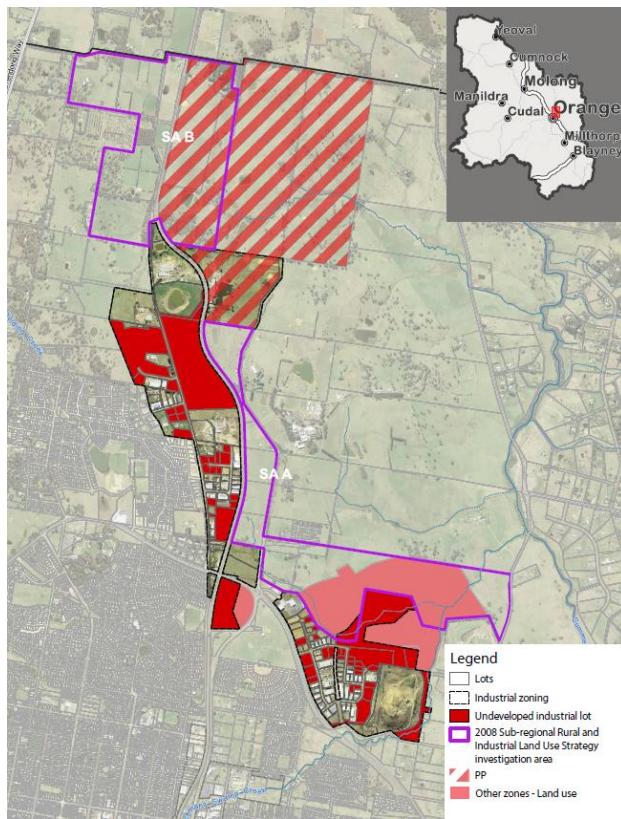 Yeoval
Cumnock
Molong
Manildra
Orange
Cudal
Millthorp
Blayney
SA B
SA A
Legend
Lots
Industrial zoning
Undeveloped industrial lot
2008 Sub-regional Rural and
Industrial Land Use Strategy
investigation area
PP
Other zones - Land use